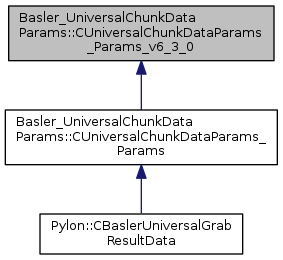 Basler_UniversalChunkData
Params::CUniversalChunkDataParams
_Params_v6_3_0
Basler_UniversalChunkData
Params::CUniversalChunkDataParams_
Params
Pylon::CBaslerUniversalGrab
ResultData